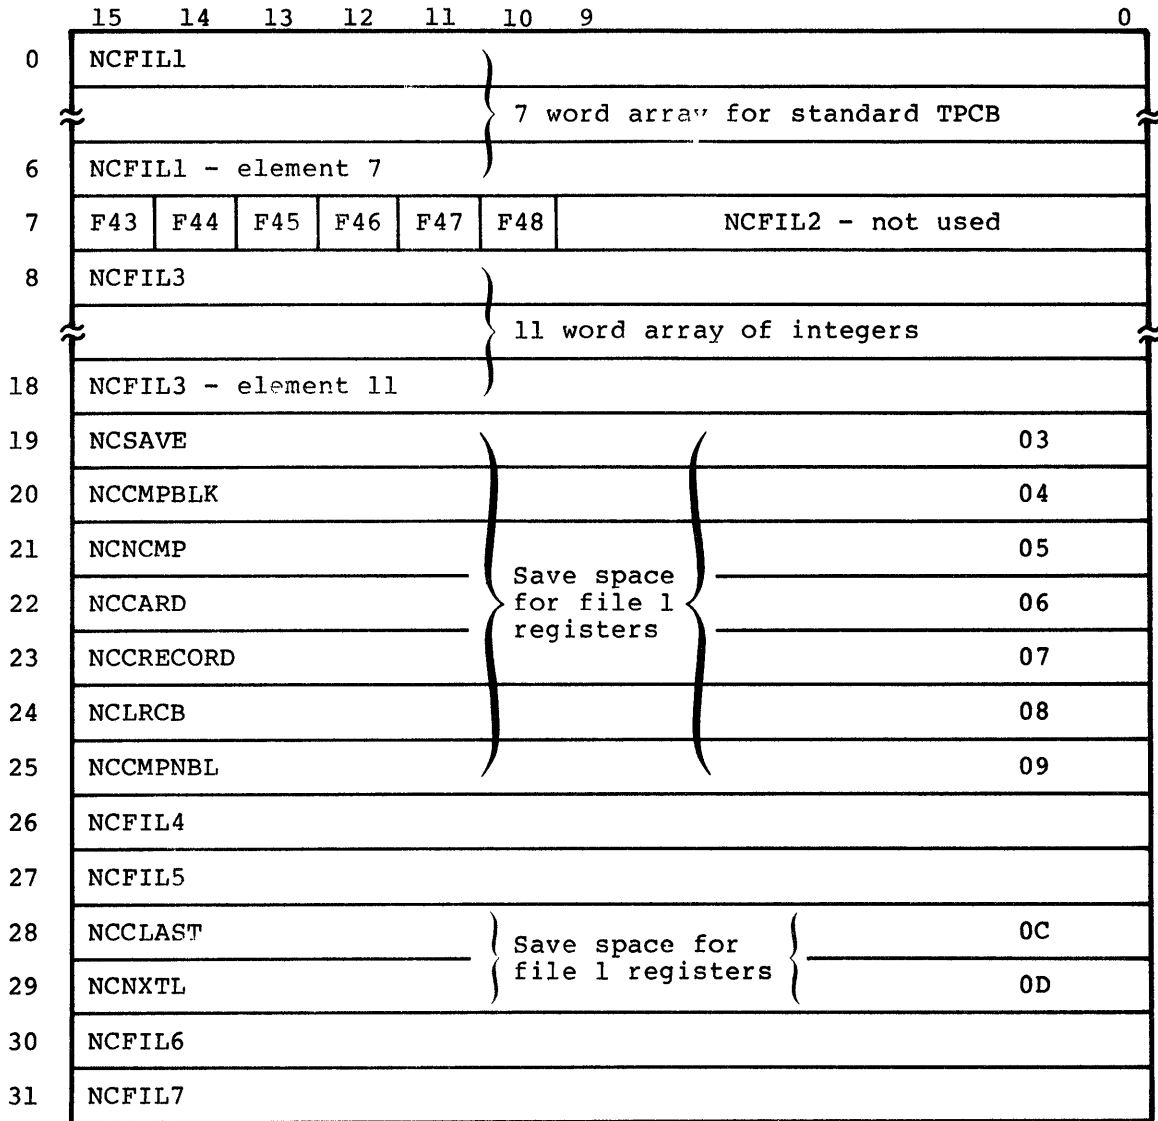 15 14 13 12 11 10 9 0
0 NCFIL1
7 word array for standard TPCB
6 NCFIL1 - element 7
7 F43 F44 F45 F46 F47 F48 NCFIL2 - not used
8 NCFIL3
11 word array of integers
18 NCFIL3 - element 11
19 NCSAVE 03
20 NCCMPBLK 04
21 NCNCMP 05
Save space
22 NCCARD for file 1 06
registers
23 NCCRECORD 07
24 NCLRCB 08
25 NCCMPNBL 09
26 NCFIL4
27 NCFIL5
28 NCCLAST Save space for 0C
file 1 registers
29 NCNXTL 0D
30 NCFIL6
31 NCFIL7